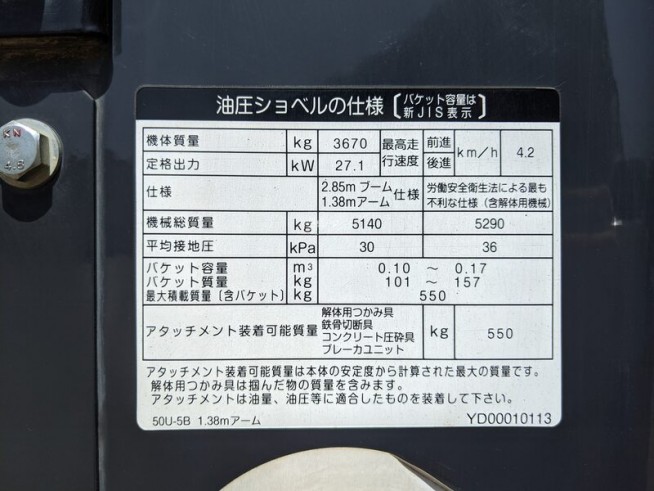 油圧ショベルの仕様〔バケット容量は新JIS表示〕
機体質量 kg 3670 最高走行速度 前進 後進 km/h 4.2
定格出力 kW 27.1
仕様 2.85m ブーム 1.38mアーム 仕様 労働安全衛生法による最も不利な仕様(含解体用機械)
機械総質量 kg 5140 5290
平均接地圧 kPa 30 36
バケット容量 m³ 0.10 ~ 0.17
バケット質量 kg 101 ~ 157
最大積載質量(含バケット) kg 550
アタッチメント装着可能質量 解体用つかみ具 鉄骨切断具 コンクリート圧砕具 ブレーカユニット kg 550
アタッチメント装着可能質量は本体の安定度から計算された最大の質量です。
解体用つかみ具は掴んだ物の質量を含みます。
アタッチメントは油量、油圧等に適合したものを装着して下さい。
50U-5B 1.38mアーム YD00010113
KN
4.8